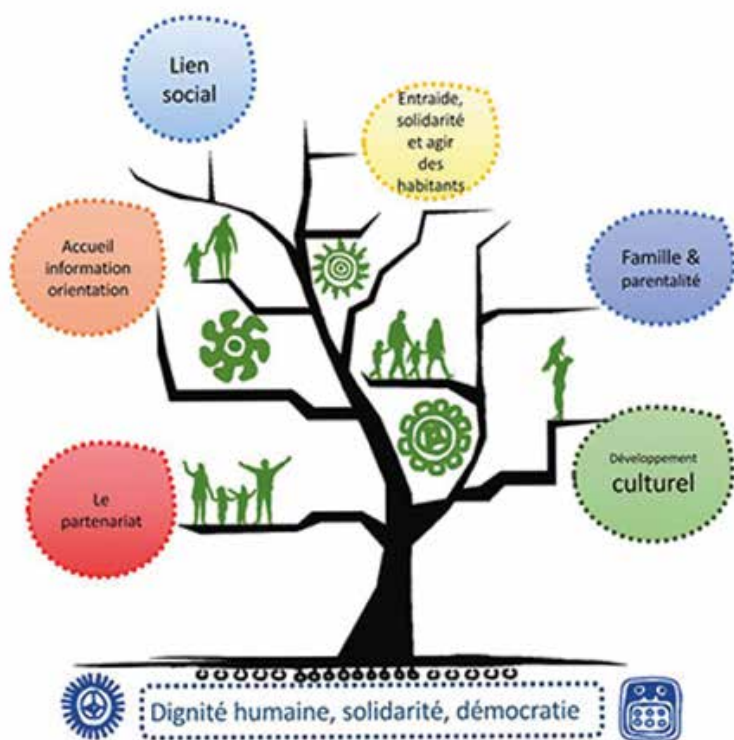 Lien
social
Entraide,
solidarité
et agir
des
habitants
Accueil
information
orientation
Famille &
parentalité
Le
partenariat
Développement
culturel
Dignité humaine, solidarité, démocratie